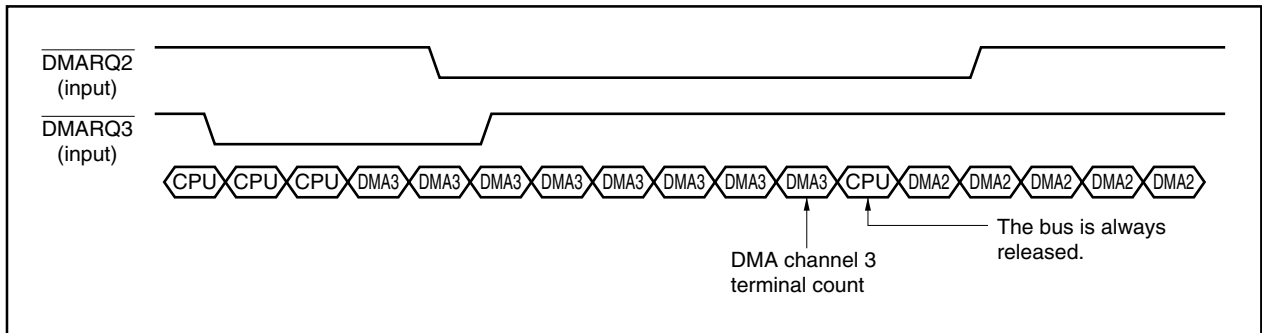 DMARQ2
(input)
DMARQ3
(input)
CPU CPU CPU DMA3 DMA3 DMA3 DMA3 DMA3 DMA3 DMA3 DMA3 CPU DMA2 DMA2 DMA2 DMA2 DMA2
The bus is always
released.
DMA channel 3
terminal count